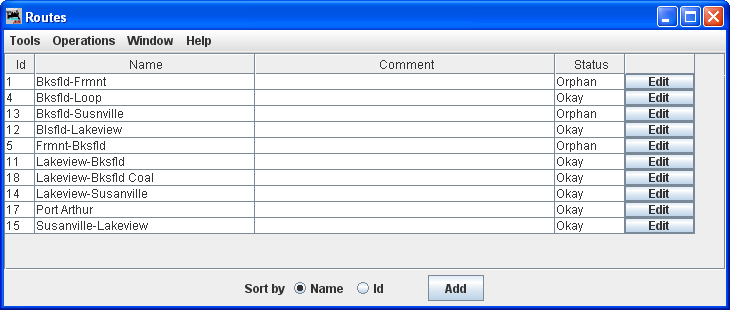 Routes
Tools Operations Window Help
Id Name Comment Status
1 Bksfld-Frmnt Orphan Edit
4 Bksfld-Loop Okay Edit
13 Bksfld-Susnville Orphan Edit
12 Blsfld-Lakeview Okay Edit
5 Frmnt-Bksfld Orphan Edit
11 Lakeview-Bksfld Okay Edit
18 Lakeview-Bksfld Coal Okay Edit
14 Lakeview-Susanville Okay Edit
17 Port Arthur Okay Edit
15 Susanville-Lakeview Okay Edit
Sort by Name Id Add